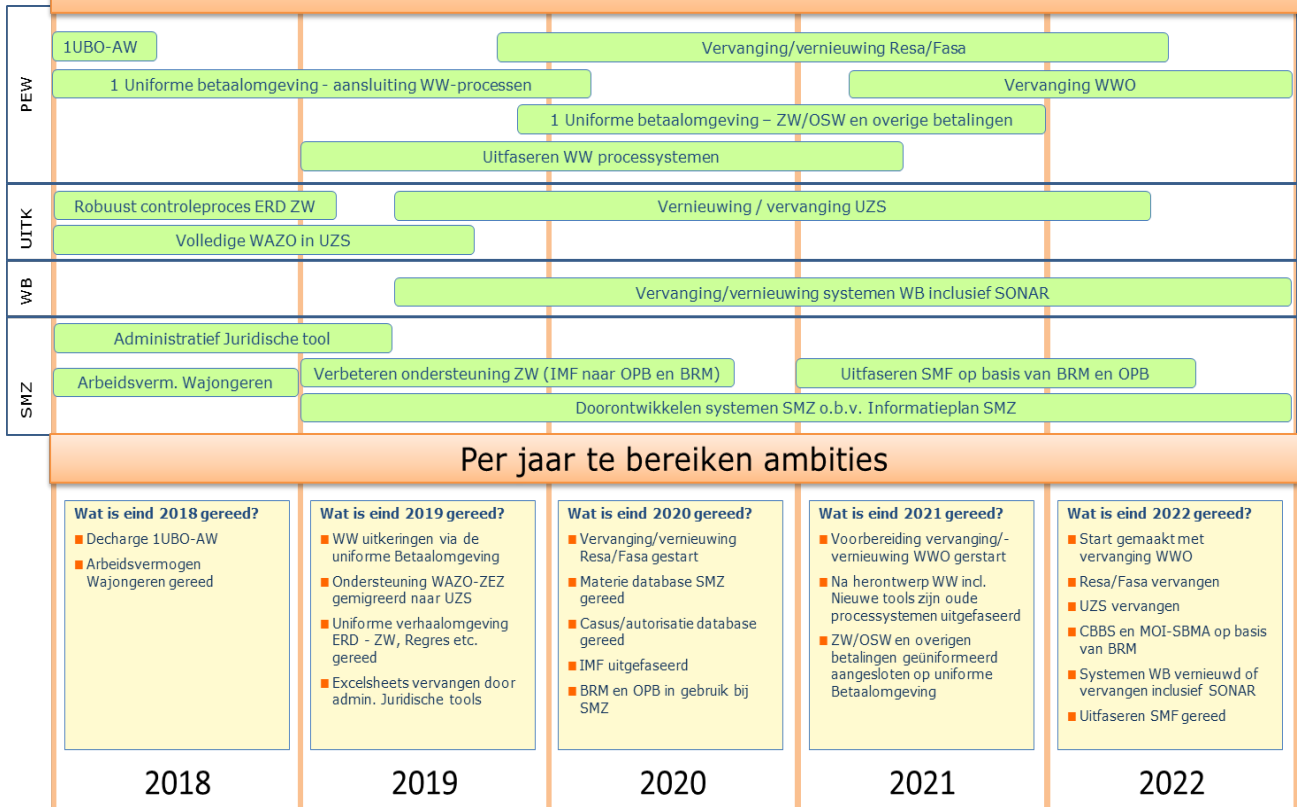 PEW
1UBO-AW
Vervanging/vernieuwing Resa/Fasa
1 Uniforme betaalomgeving - aansluiting WW-processen
Vervanging WWO
1 Uniforme betaalomgeving – ZW/OSW en overige betalingen
Uitfaseren WW processystemen
UITK
Robuust controleproces ERD ZW
Vernieuwing / vervanging UZS
Volledige WAZO in UZS
WB
Vervanging/vernieuwing systemen WB inclusief SONAR
SMZ
Administratief Juridische tool
Arbeidsverm. Wajongeren
Verbeteren ondersteuning ZW (IMF naar OPB en BRM)
Uitfaseren SMF op basis van BRM en OPB
Doorontwikkelen systemen SMZ o.b.v. Informatieplan SMZ
Per jaar te bereiken ambities
Wat is eind 2018 gereed?
■ Decharge 1UBO-AW
■ Arbeidsvermogen
Wajongeren gereed
Wat is eind 2019 gereed?
■ WW uitkeringen via de
uniforme Betaalomgeving
■ Ondersteuning WAZO-ZEZ
gemigreerd naar UZS
■ Uniforme verhaalomgeving
ERD - ZW, Regres etc.
gereed
■ Excelsheets vervangen door
admin. Juridische tools
Wat is eind 2020 gereed?
■ Vervanging/vernieuwing
Resa/Fasa gestart
■ Materie database SMZ
gereed
■ Casus/autorisatie database
gereed
■ IMF uitgefaseerd
■ BRM en OPB in gebruik bij
SMZ
Wat is eind 2021 gereed?
■ Voorbereiding vervanging/-
vernieuwing WWO gerstart
■ Na herontwerp WW incl.
Nieuwe tools zijn oude
processystemen uitgefaseerd
■ ZW/OSW en overigen
betalingen geüniformeerd
aangesloten op uniforme
Betaalomgeving
Wat is eind 2022 gereed?
■ Start gemaakt met
vervanging WWO
■ Resa/Fasa vervangen
■ UZS vervangen
■ CBBS en MOI-SBMA op basis
van BRM
■ Systemen WB vernieuwd of
vervangen inclusief SONAR
■ Uitfaseren SMF gereed
2018
2019
2020
2021
2022